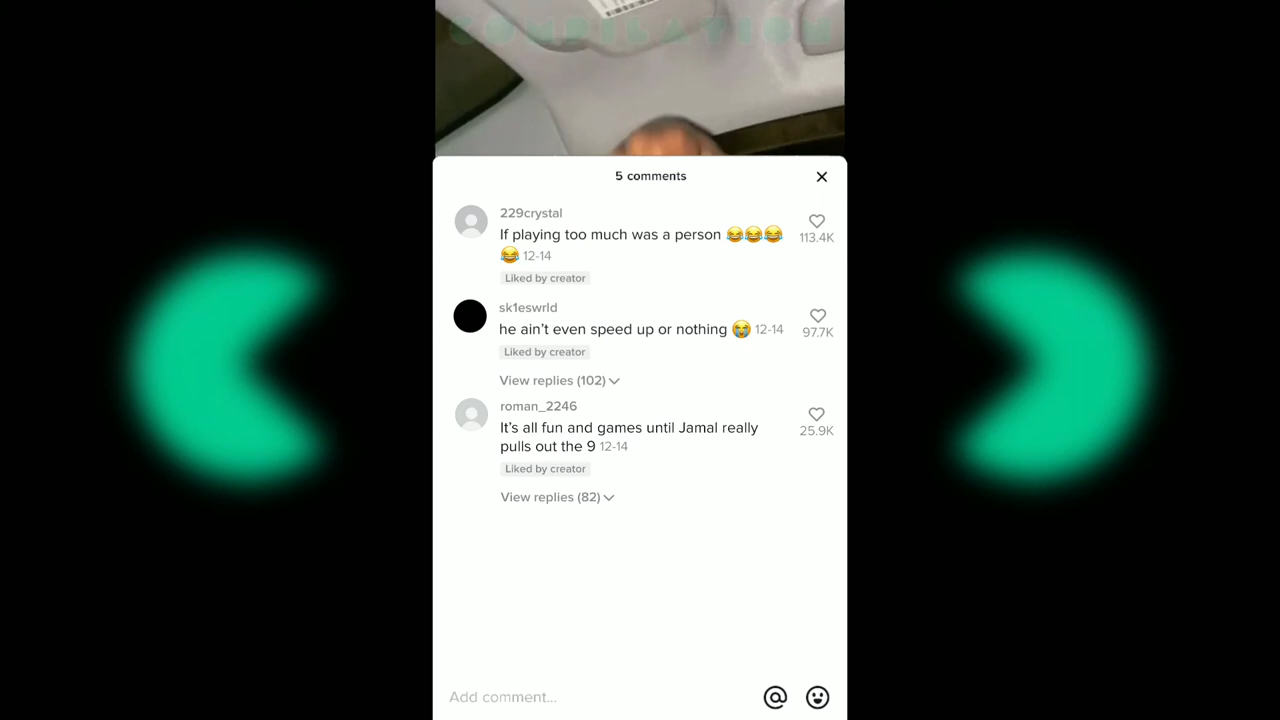 COMPILATION
5 comments
229crystal
If playing too much was a person 😂😂😂
😂 12-14
113.4K
Liked by creator
sk1eswrld
he ain’t even speed up or nothing 😭 12-14
97.7K
Liked by creator
View replies (102)
roman_2246
It’s all fun and games until Jamal really
pulls out the 9 12-14
25.9K
Liked by creator
View replies (82)
Add comment...